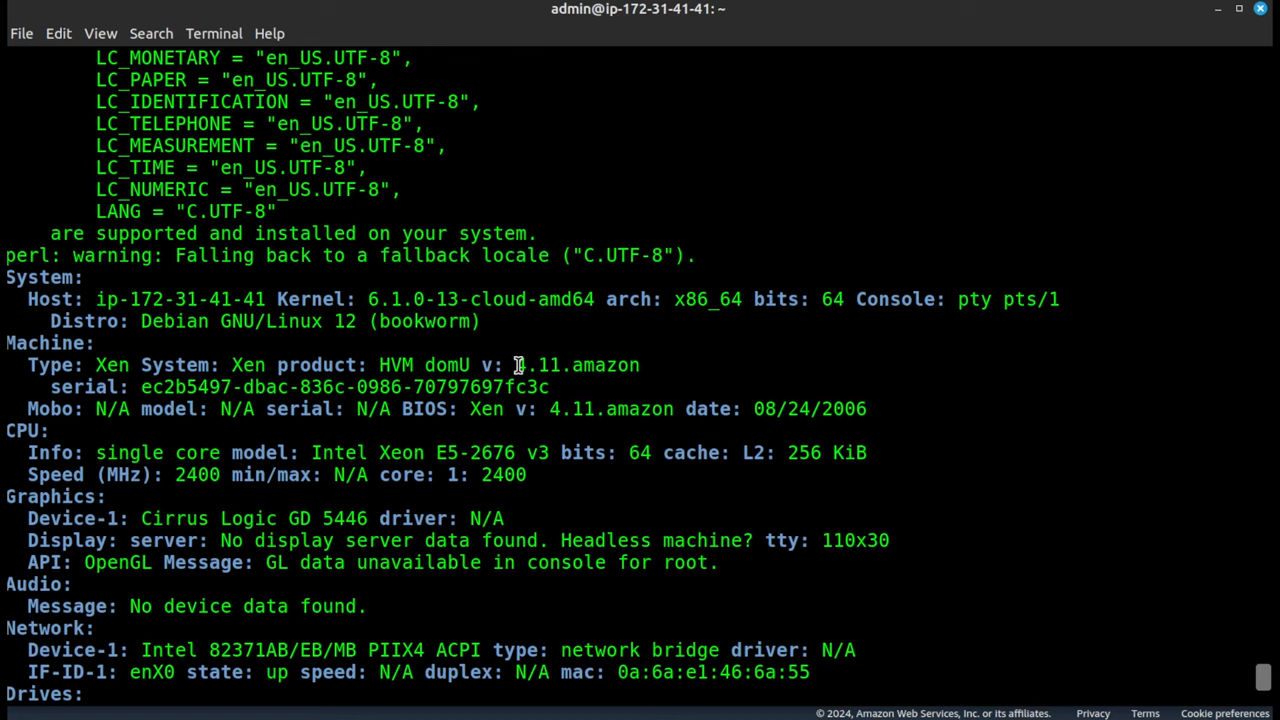 admin@ip-172-31-41-41: ~
File Edit View Search Terminal Help
LC_MONETARY = "en_US.UTF-8",
LC_PAPER = "en_US.UTF-8",
LC_IDENTIFICATION = "en_US.UTF-8",
LC_TELEPHONE = "en_US.UTF-8",
LC_MEASUREMENT = "en_US.UTF-8",
LC_TIME = "en_US.UTF-8",
LC_NUMERIC = "en_US.UTF-8",
LANG = "C.UTF-8"
are supported and installed on your system.
perl: warning: Falling back to a fallback locale ("C.UTF-8").
System:
Host: ip-172-31-41-41 Kernel: 6.1.0-13-cloud-amd64 arch: x86_64 bits: 64 Console: pty pts/1
Distro: Debian GNU/Linux 12 (bookworm)
Machine:
Type: Xen System: Xen product: HVM domU v: 4.11.amazon
serial: ec2b5497-dbac-836c-0986-70797697fc3c
Mobo: N/A model: N/A serial: N/A BIOS: Xen v: 4.11.amazon date: 08/24/2006
CPU:
Info: single core model: Intel Xeon E5-2676 v3 bits: 64 cache: L2: 256 KiB
Speed (MHz): 2400 min/max: N/A core: 1: 2400
Graphics:
Device-1: Cirrus Logic GD 5446 driver: N/A
Display: server: No display server data found. Headless machine? tty: 110x30
API: OpenGL Message: GL data unavailable in console for root.
Audio:
Message: No device data found.
Network:
Device-1: Intel 82371AB/EB/MB PIIX4 ACPI type: network bridge driver: N/A
IF-ID-1: enX0 state: up speed: N/A duplex: N/A mac: 0a:6a:e1:46:6a:55
Drives:
© 2024, Amazon Web Services, Inc. or its affiliates. Privacy Terms Cookie preferences